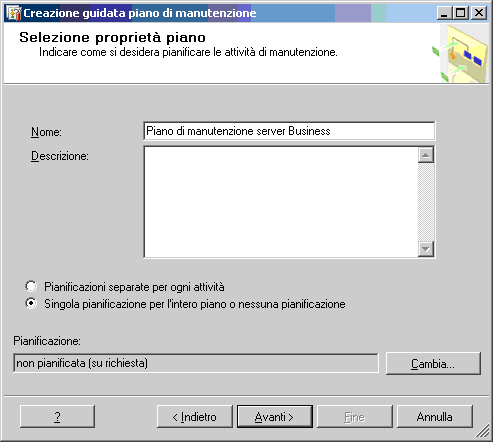 Creazione guidata piano di manutenzione
Selezione proprietà piano
Indicare come si desidera pianificare le attività di manutenzione.
Nome:
Piano di manutenzione server Business
Descrizione:
Pianificazioni separate per ogni attività
Singola pianificazione per l'intero piano o nessuna pianificazione
Pianificazione:
non pianificata (su richiesta)
Cambia...
?
< Indietro
Avanti >
Fine
Annulla